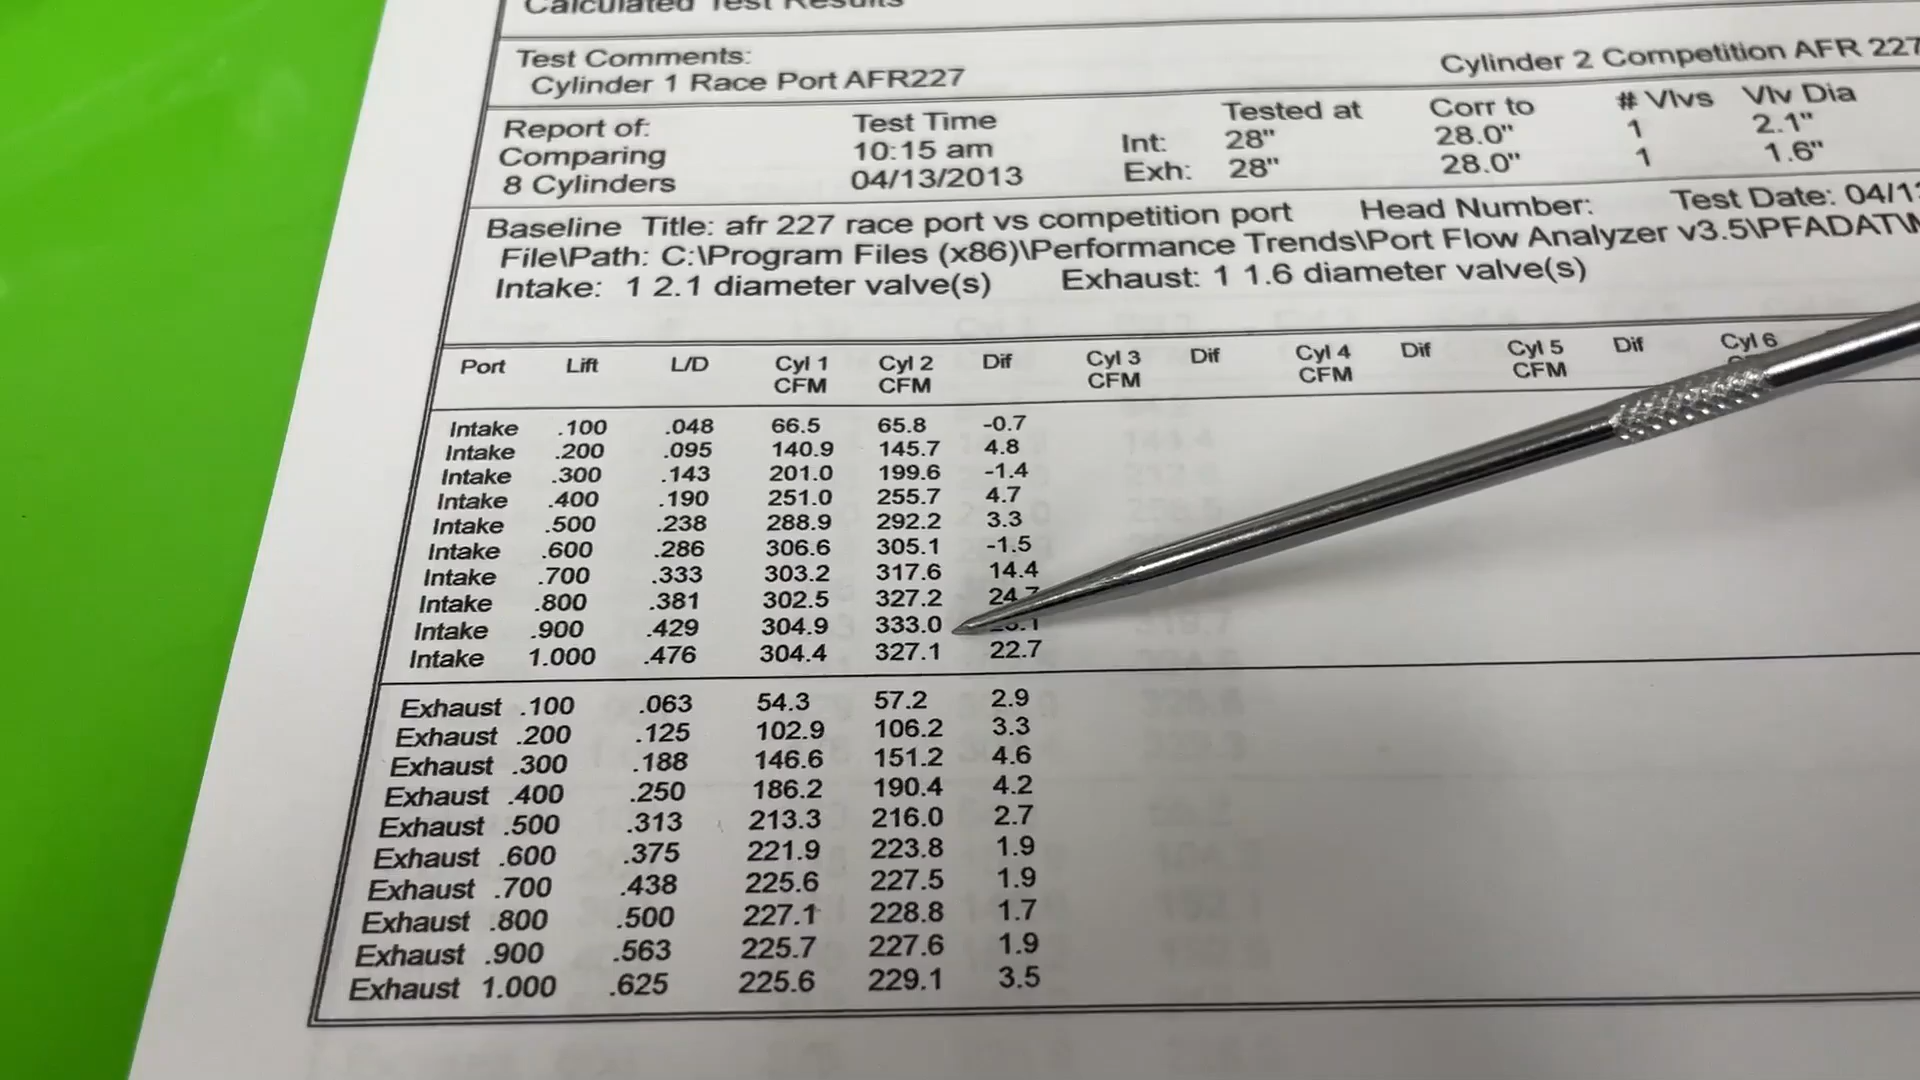 Calculated Test Results
Test Comments:
Cylinder 1 Race Port AFR227 Cylinder 2 Competition AFR 227
Report of: Test Time Tested at Corr to # Vlvs Vlv Dia
Comparing 10:15 am Int: 28" 28.0" 1 2.1"
8 Cylinders 04/13/2013 Exh: 28" 28.0" 1 1.6"
Baseline Title: afr 227 race port vs competition port Head Number: Test Date: 04/1
File\Path: C:\Program Files (x86)\Performance Trends\Port Flow Analyzer v3.5\PFADAT\
Intake: 1 2.1 diameter valve(s) Exhaust: 1 1.6 diameter valve(s)
Port Lift L/D Cyl 1 Cyl 2 Dif Cyl 3 Dif Cyl 4 Dif Cyl 5 Dif Cyl 6
CFM CFM CFM CFM CFM
Intake .100 .048 66.5 65.8 -0.7
Intake .200 .095 140.9 145.7 4.8
Intake .300 .143 201.0 199.6 -1.4
Intake .400 .190 251.0 255.7 4.7
Intake .500 .238 288.9 292.2 3.3
Intake .600 .286 306.6 305.1 -1.5
Intake .700 .333 303.2 317.6 14.4
Intake .800 .381 302.5 327.2 24.7
Intake .900 .429 304.9 333.0
Intake 1.000 .476 304.4 327.1 22.7
Exhaust .100 .063 54.3 57.2 2.9
Exhaust .200 .125 102.9 106.2 3.3
Exhaust .300 .188 146.6 151.2 4.6
Exhaust .400 .250 186.2 190.4 4.2
Exhaust .500 .313 213.3 216.0 2.7
Exhaust .600 .375 221.9 223.8 1.9
Exhaust .700 .438 225.6 227.5 1.9
Exhaust .800 .500 227.1 228.8 1.7
Exhaust .900 .563 225.7 227.6 1.9
Exhaust 1.000 .625 225.6 229.1 3.5